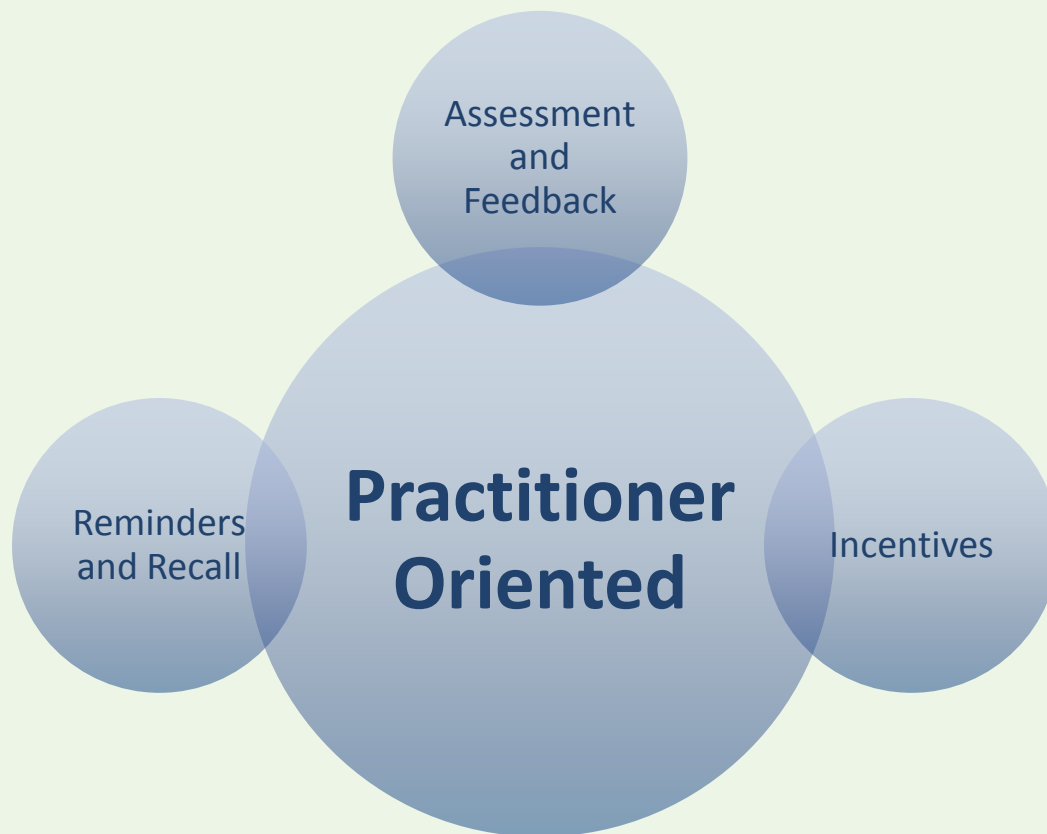 Assessment
and
Feedback
Practitioner
Oriented
Reminders
and Recall
Incentives